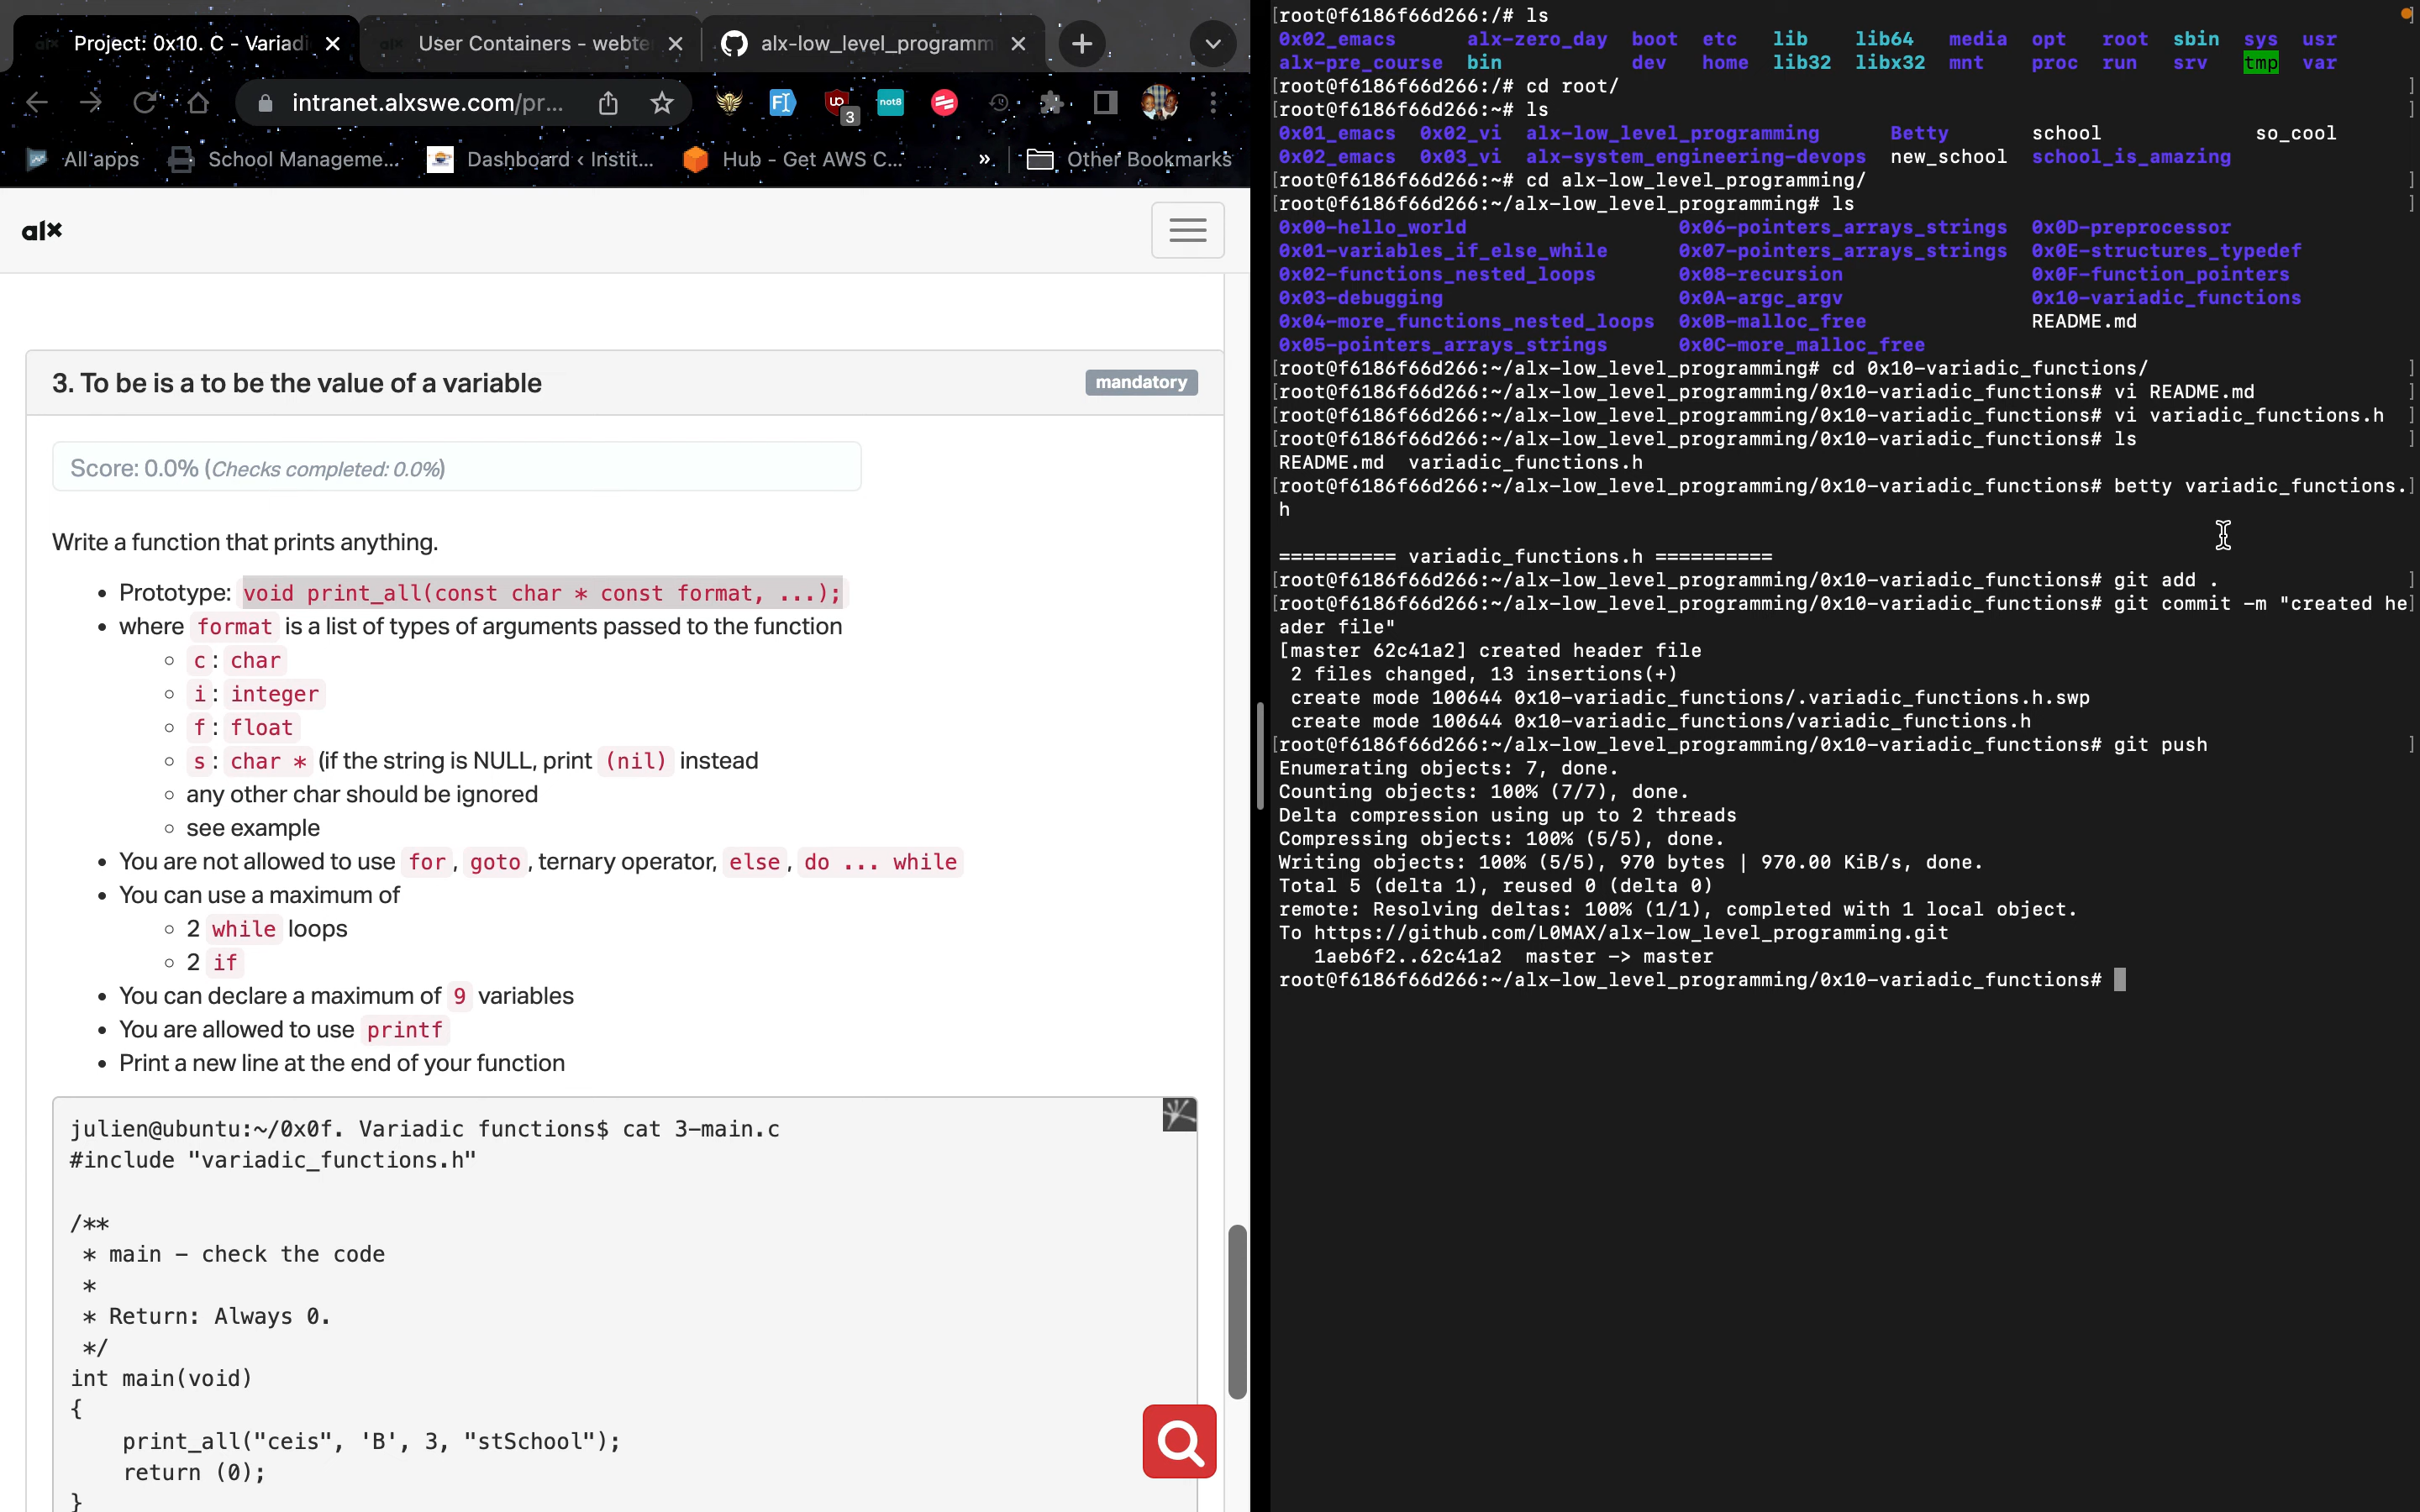 Project: 0x10. C - Variadi
User Containers - webte
alx-low_level_programm
intranet.alxswe.com/pr...
UD
3
not8
All apps
School Manageme...
Dashboard ‹ Instit...
Hub - Get AWS C...
»
Other Bookmarks
alx
3. To be is a to be the value of a variable
mandatory
Score: 0.0% (Checks completed: 0.0%)
Write a function that prints anything.
• Prototype: void print_all(const char * const format, ...);
• where format is a list of types of arguments passed to the function
◦ c: char
◦ i: integer
◦ f: float
◦ s: char * (if the string is NULL, print (nil) instead
◦ any other char should be ignored
◦ see example
• You are not allowed to use for, goto, ternary operator, else, do ... while
• You can use a maximum of
◦ 2 while loops
◦ 2 if
• You can declare a maximum of 9 variables
• You are allowed to use printf
• Print a new line at the end of your function
julien@ubuntu:~/0x0f. Variadic functions$ cat 3-main.c
#include "variadic_functions.h"
/**
 * main - check the code
 *
 * Return: Always 0.
 */
int main(void)
{
    print_all("ceis", 'B', 3, "stSchool");
    return (0);
}
[root@f6186f66d266:/# ls ]
0x02_emacs      alx-zero_day  boot  etc   lib    lib64   media  opt   root  sbin  sys  usr
alx-pre_course  bin           dev   home  lib32  libx32  mnt    proc  run   srv   tmp  var
[root@f6186f66d266:/# cd root/ ]
[root@f6186f66d266:~# ls ]
0x01_emacs  0x02_vi  alx-low_level_programming      Betty       school             so_cool
0x02_emacs  0x03_vi  alx-system_engineering-devops  new_school  school_is_amazing
[root@f6186f66d266:~# cd alx-low_level_programming/ ]
[root@f6186f66d266:~/alx-low_level_programming# ls ]
0x00-hello_world                  0x06-pointers_arrays_strings  0x0D-preprocessor
0x01-variables_if_else_while      0x07-pointers_arrays_strings  0x0E-structures_typedef
0x02-functions_nested_loops       0x08-recursion                0x0F-function_pointers
0x03-debugging                    0x0A-argc_argv                0x10-variadic_functions
0x04-more_functions_nested_loops  0x0B-malloc_free              README.md
0x05-pointers_arrays_strings      0x0C-more_malloc_free
[root@f6186f66d266:~/alx-low_level_programming# cd 0x10-variadic_functions/ ]
[root@f6186f66d266:~/alx-low_level_programming/0x10-variadic_functions# vi README.md ]
[root@f6186f66d266:~/alx-low_level_programming/0x10-variadic_functions# vi variadic_functions.h ]
[root@f6186f66d266:~/alx-low_level_programming/0x10-variadic_functions# ls ]
README.md  variadic_functions.h
[root@f6186f66d266:~/alx-low_level_programming/0x10-variadic_functions# betty variadic_functions.]
h
========== variadic_functions.h ==========
[root@f6186f66d266:~/alx-low_level_programming/0x10-variadic_functions# git add . ]
[root@f6186f66d266:~/alx-low_level_programming/0x10-variadic_functions# git commit -m "created he]
ader file"
[master 62c41a2] created header file
 2 files changed, 13 insertions(+)
 create mode 100644 0x10-variadic_functions/.variadic_functions.h.swp
 create mode 100644 0x10-variadic_functions/variadic_functions.h
[root@f6186f66d266:~/alx-low_level_programming/0x10-variadic_functions# git push ]
Enumerating objects: 7, done.
Counting objects: 100% (7/7), done.
Delta compression using up to 2 threads
Compressing objects: 100% (5/5), done.
Writing objects: 100% (5/5), 970 bytes | 970.00 KiB/s, done.
Total 5 (delta 1), reused 0 (delta 0)
remote: Resolving deltas: 100% (1/1), completed with 1 local object.
To https://github.com/L0MAX/alx-low_level_programming.git
   1aeb6f2..62c41a2  master -> master
root@f6186f66d266:~/alx-low_level_programming/0x10-variadic_functions#